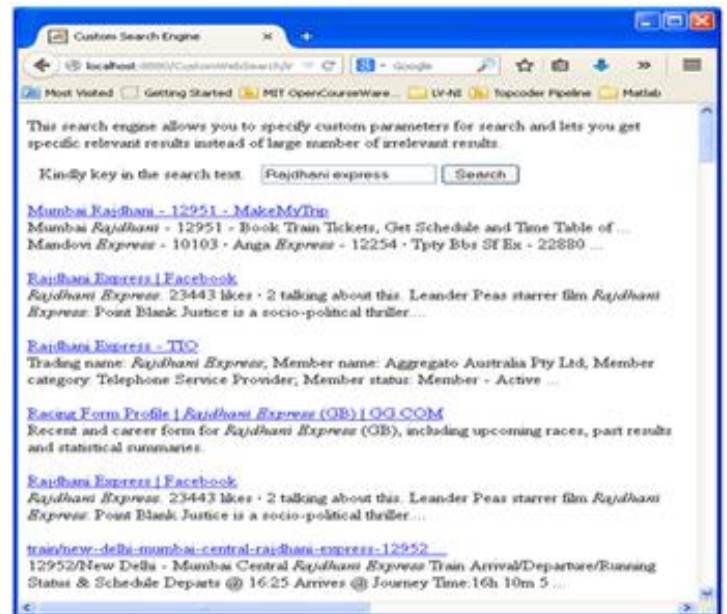 Custom Search Engine
localhost:8080/CustomWebSearch/ Google
Most Visited Getting Started MIT OpenCourseWare... LV-NI Topcoder Pipeline Matlab
This search engine allows you to specify custom parameters for search and lets you get
specific relevant results instead of large number of irrelevant results.
Kindly key in the search text. Rajdhani express Search
Mumbai Rajdhani - 12951 - MakeMyTrip
Mumbai Rajdhani - 12951 - Book Train Tickets, Get Schedule and Time Table of ...
Mandovi Express - 10103 · Anga Express - 12254 · Tpty Bbs Sf Ex - 22880 ...
Rajdhani Express | Facebook
Rajdhani Express. 23443 likes · 2 talking about this. Leander Peas starrer film Rajdhani
Express: Point Blank Justice is a socio-political thriller....
Rajdhani Express - TIO
Trading name: Rajdhani Express, Member name: Aggregato Australia Pty Ltd, Member
category: Telephone Service Provider; Member status: Member - Active ...
Racing Form Profile | Rajdhani Express (GB) | GG.COM
Recent and career form for Rajdhani Express (GB), including upcoming races, past results
and statistical summaries.
Rajdhani Express | Facebook
Rajdhani Express. 23443 likes · 2 talking about this. Leander Peas starrer film Rajdhani
Express: Point Blank Justice is a socio-political thriller....
train/new-delhi-mumbai-central-rajdhani-express-12952 ...
12952/New Delhi - Mumbai Central Rajdhani Express Train Arrival/Departure/Running
Status & Schedule Departs @ 16:25 Arrives @ Journey Time:16h 10m 5 ...